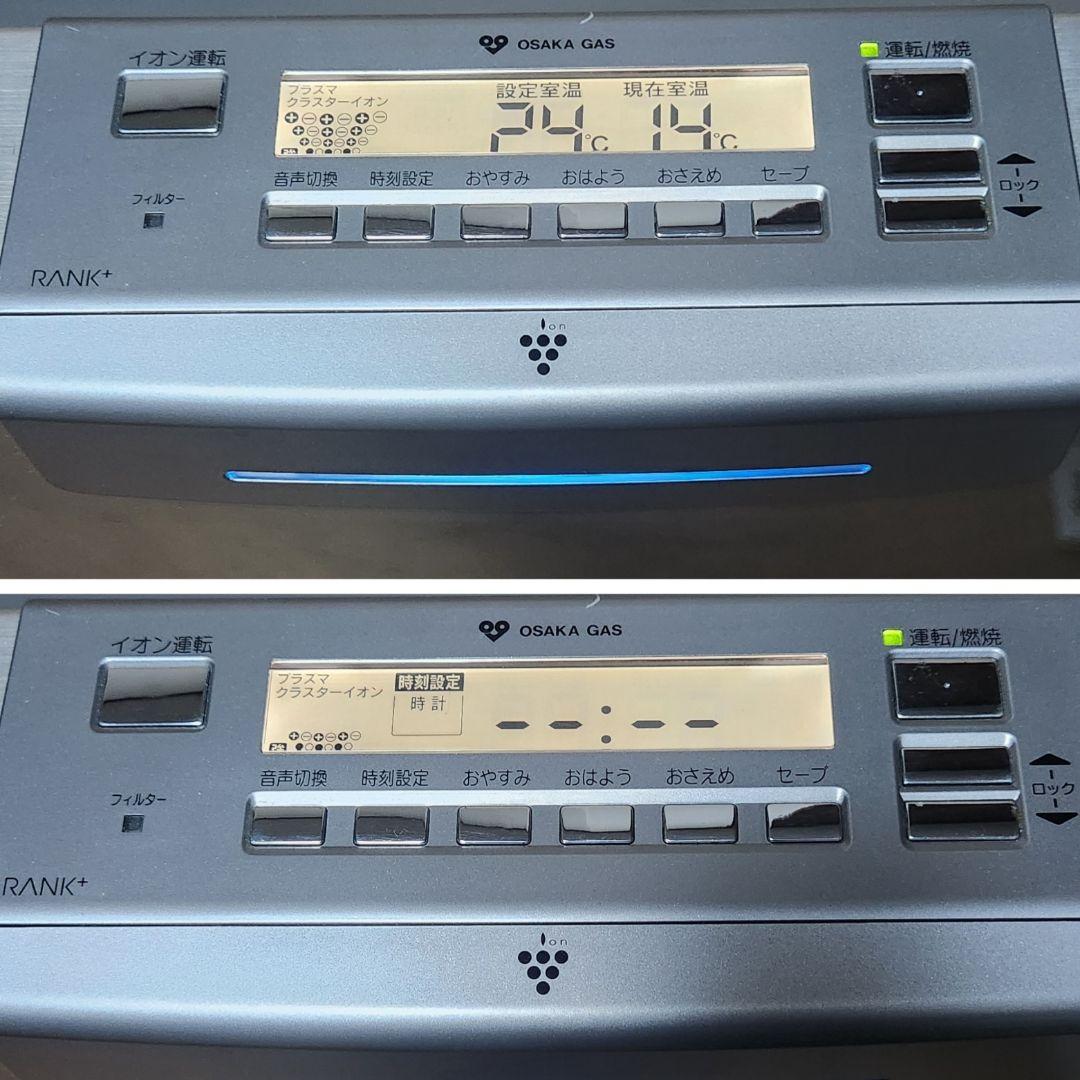 OSAKA GAS
イオン運転
運転/燃焼
プラズマ
クラスターイオン
設定室温 現在室温
24℃ 14℃
音声切換 時刻設定 おやすみ おはよう おさえめ セーブ
ロック
フィルター
RANK+
Ion
OSAKA GAS
イオン運転
運転/燃焼
プラズマ
クラスターイオン
時刻設定
時計
--:--
音声切換 時刻設定 おやすみ おはよう おさえめ セーブ
ロック
フィルター
RANK+
Ion